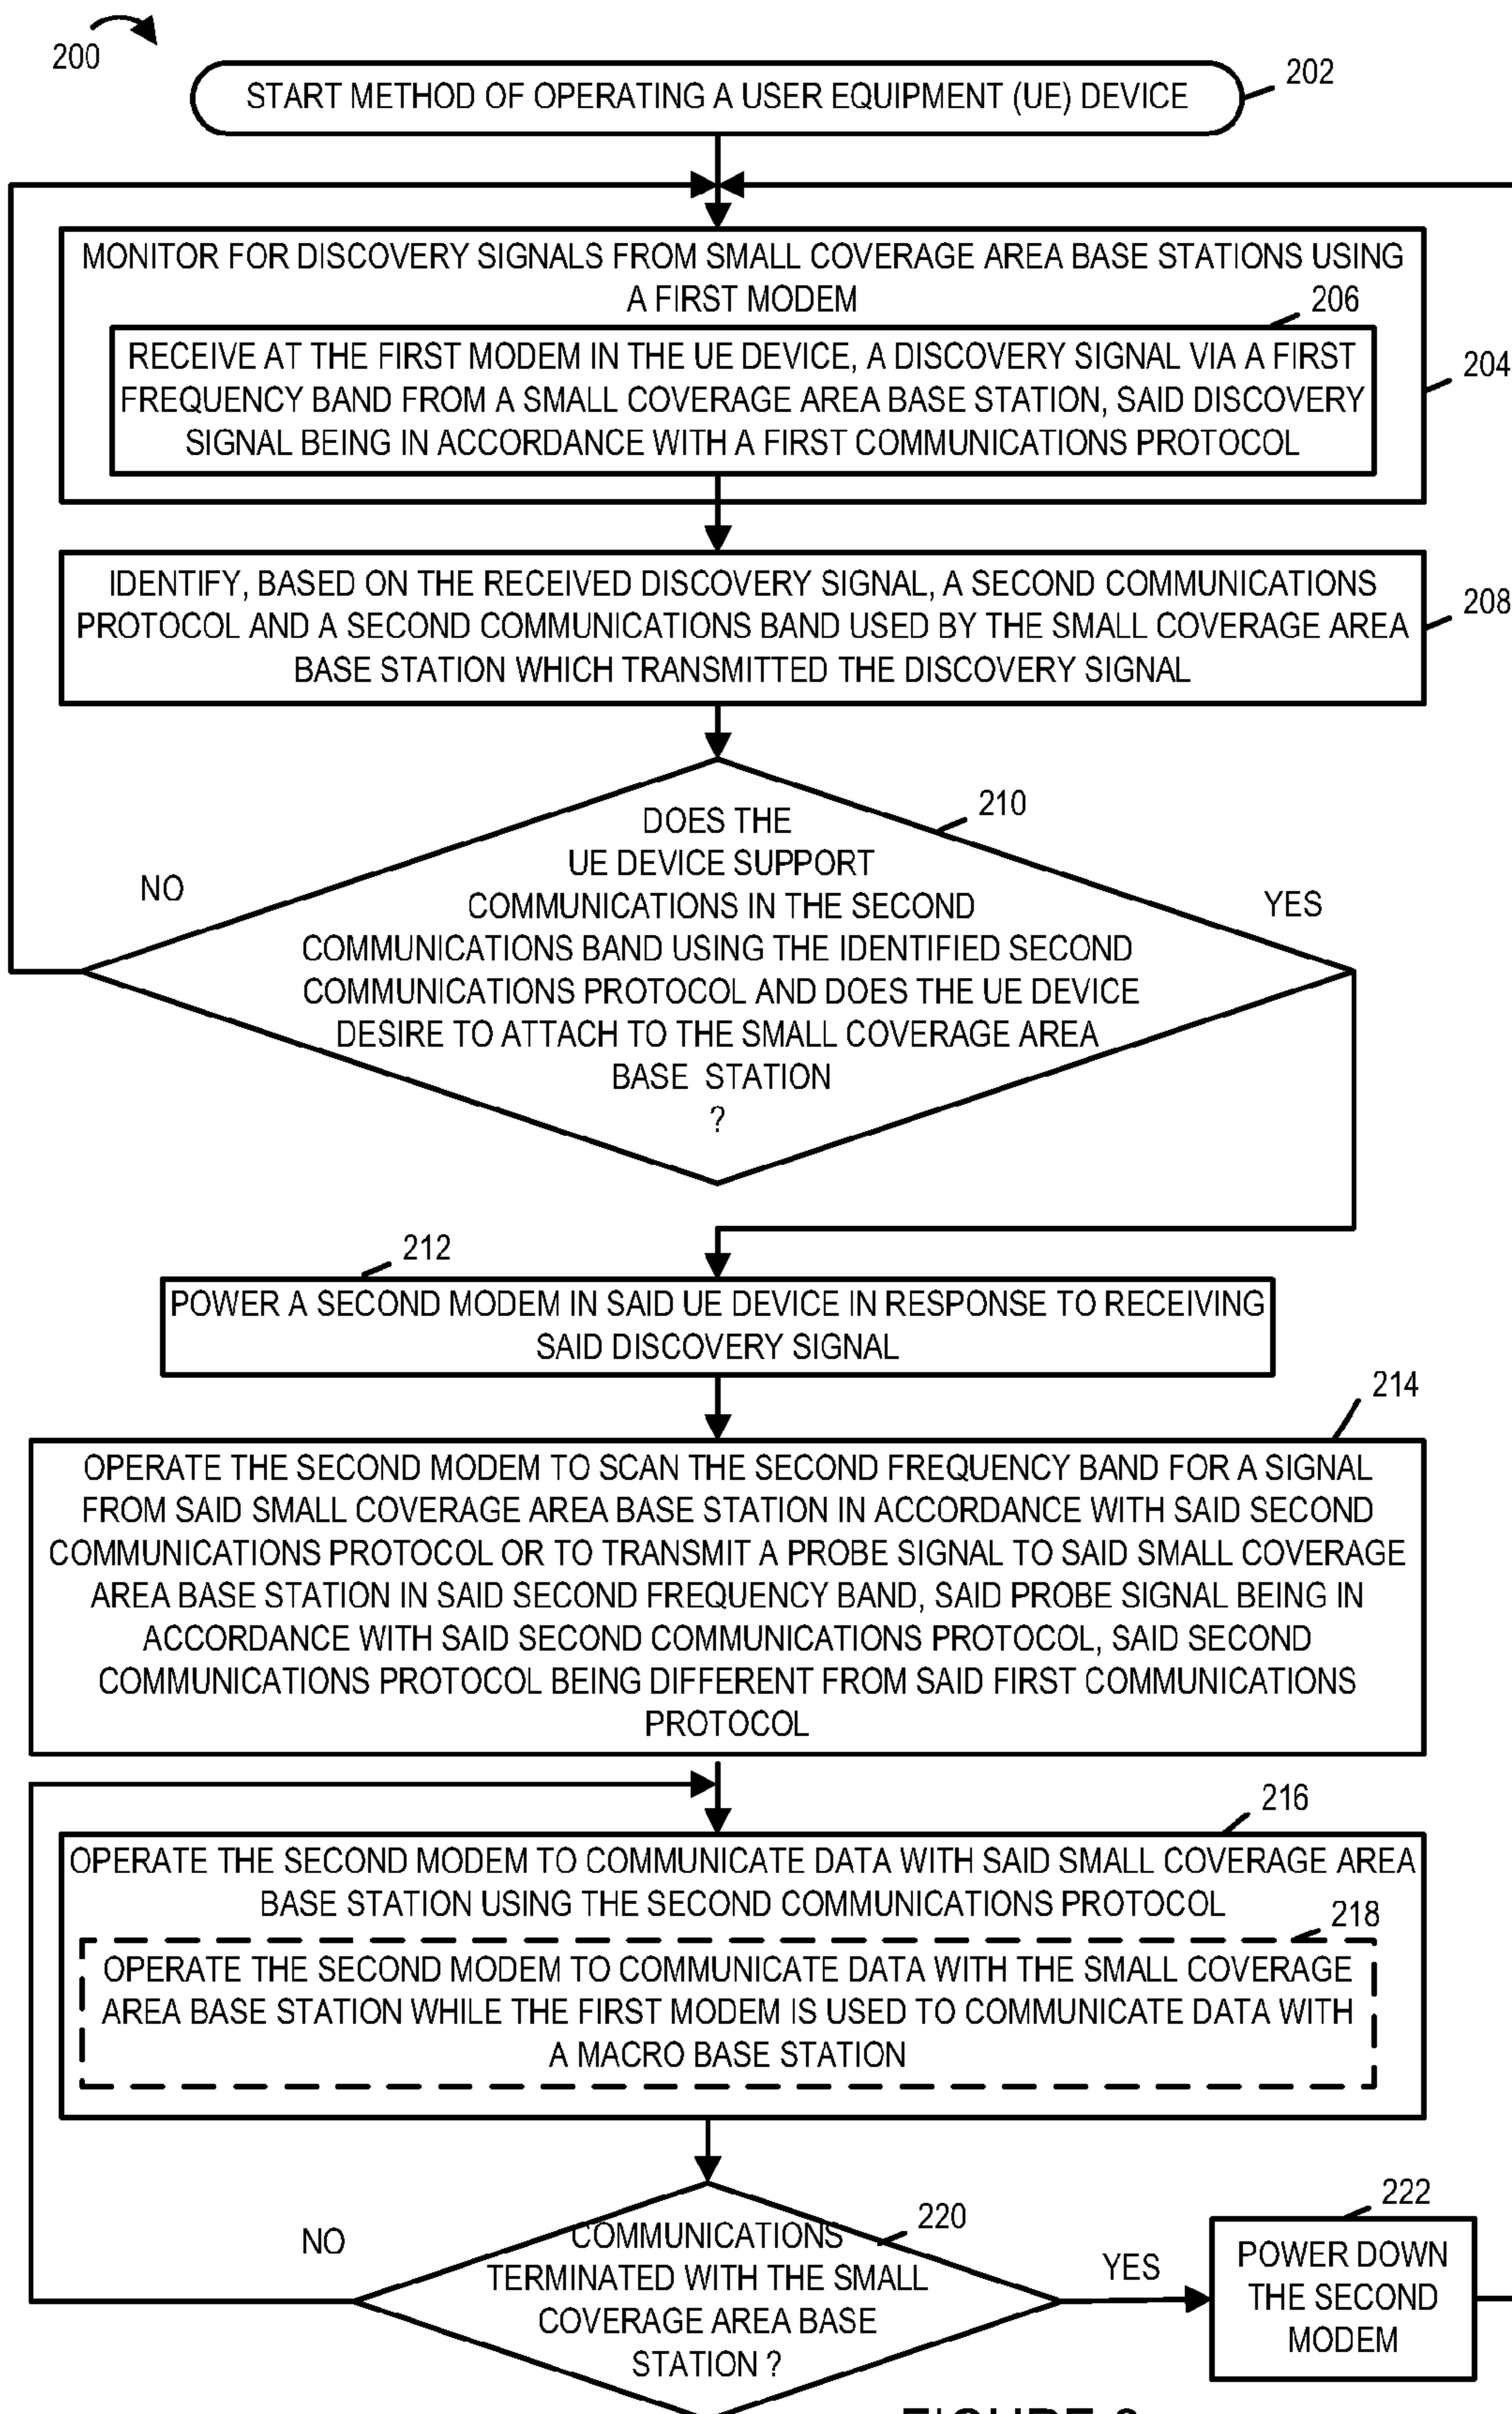 200
START METHOD OF OPERATING A USER EQUIPMENT (UE) DEVICE
202
MONITOR FOR DISCOVERY SIGNALS FROM SMALL COVERAGE AREA BASE STATIONS USING
A FIRST MODEM
206
RECEIVE AT THE FIRST MODEM IN THE UE DEVICE, A DISCOVERY SIGNAL VIA A FIRST
FREQUENCY BAND FROM A SMALL COVERAGE AREA BASE STATION, SAID DISCOVERY
SIGNAL BEING IN ACCORDANCE WITH A FIRST COMMUNICATIONS PROTOCOL
204
IDENTIFY, BASED ON THE RECEIVED DISCOVERY SIGNAL, A SECOND COMMUNICATIONS
PROTOCOL AND A SECOND COMMUNICATIONS BAND USED BY THE SMALL COVERAGE AREA
BASE STATION WHICH TRANSMITTED THE DISCOVERY SIGNAL
208
210
DOES THE
UE DEVICE SUPPORT
COMMUNICATIONS IN THE SECOND
COMMUNICATIONS BAND USING THE IDENTIFIED SECOND
COMMUNICATIONS PROTOCOL AND DOES THE UE DEVICE
DESIRE TO ATTACH TO THE SMALL COVERAGE AREA
BASE STATION
?
NO
YES
212
POWER A SECOND MODEM IN SAID UE DEVICE IN RESPONSE TO RECEIVING
SAID DISCOVERY SIGNAL
214
OPERATE THE SECOND MODEM TO SCAN THE SECOND FREQUENCY BAND FOR A SIGNAL
FROM SAID SMALL COVERAGE AREA BASE STATION IN ACCORDANCE WITH SAID SECOND
COMMUNICATIONS PROTOCOL OR TO TRANSMIT A PROBE SIGNAL TO SAID SMALL COVERAGE
AREA BASE STATION IN SAID SECOND FREQUENCY BAND, SAID PROBE SIGNAL BEING IN
ACCORDANCE WITH SAID SECOND COMMUNICATIONS PROTOCOL, SAID SECOND
COMMUNICATIONS PROTOCOL BEING DIFFERENT FROM SAID FIRST COMMUNICATIONS
PROTOCOL
216
OPERATE THE SECOND MODEM TO COMMUNICATE DATA WITH SAID SMALL COVERAGE AREA
BASE STATION USING THE SECOND COMMUNICATIONS PROTOCOL
218
OPERATE THE SECOND MODEM TO COMMUNICATE DATA WITH THE SMALL COVERAGE
AREA BASE STATION WHILE THE FIRST MODEM IS USED TO COMMUNICATE DATA WITH
A MACRO BASE STATION
220
COMMUNICATIONS
TERMINATED WITH THE SMALL
COVERAGE AREA BASE
STATION ?
NO
YES
222
POWER DOWN
THE SECOND
MODEM